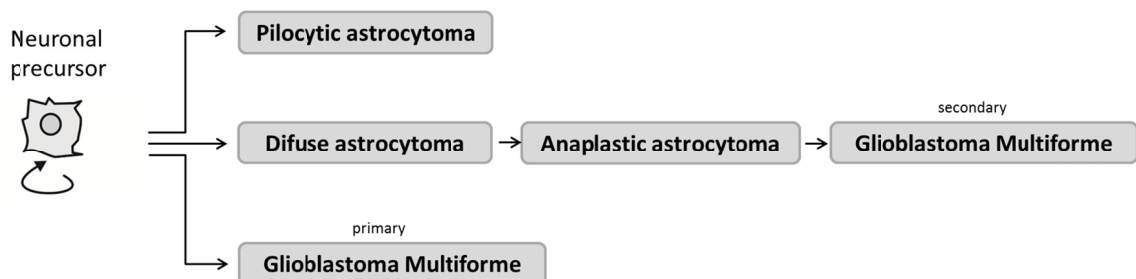 Neuronal
precursor
Pilocytic astrocytoma
Difuse astrocytoma
Anaplastic astrocytoma
secondary
Glioblastoma Multiforme
primary
Glioblastoma Multiforme